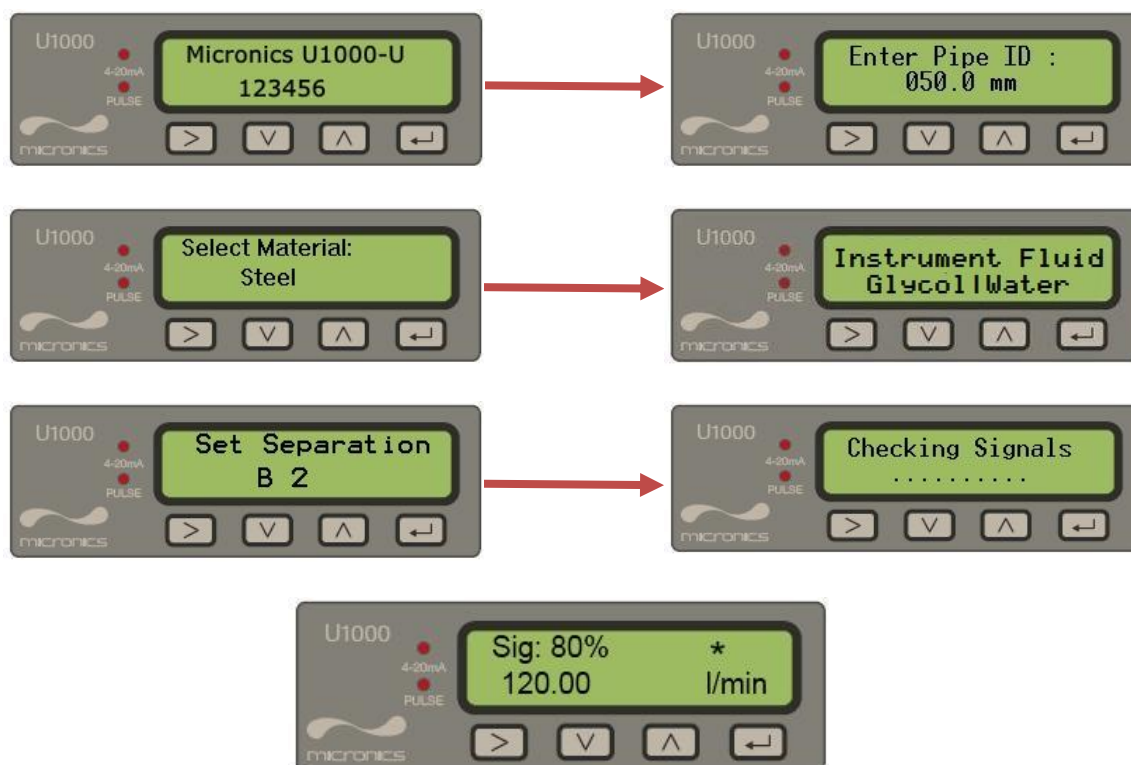 U1000
4-20mA
PULSE
micronics
Micronics U1000-U
123456
U1000
4-20mA
PULSE
micronics
Enter Pipe ID :
050.0 mm
U1000
4-20mA
PULSE
micronics
Select Material:
Steel
U1000
4-20mA
PULSE
micronics
Instrument Fluid
Glycol|Water
U1000
4-20mA
PULSE
micronics
Set Separation
B 2
U1000
4-20mA
PULSE
micronics
Checking Signals
..........
U1000
4-20mA
PULSE
micronics
Sig: 80% *
120.00 l/min